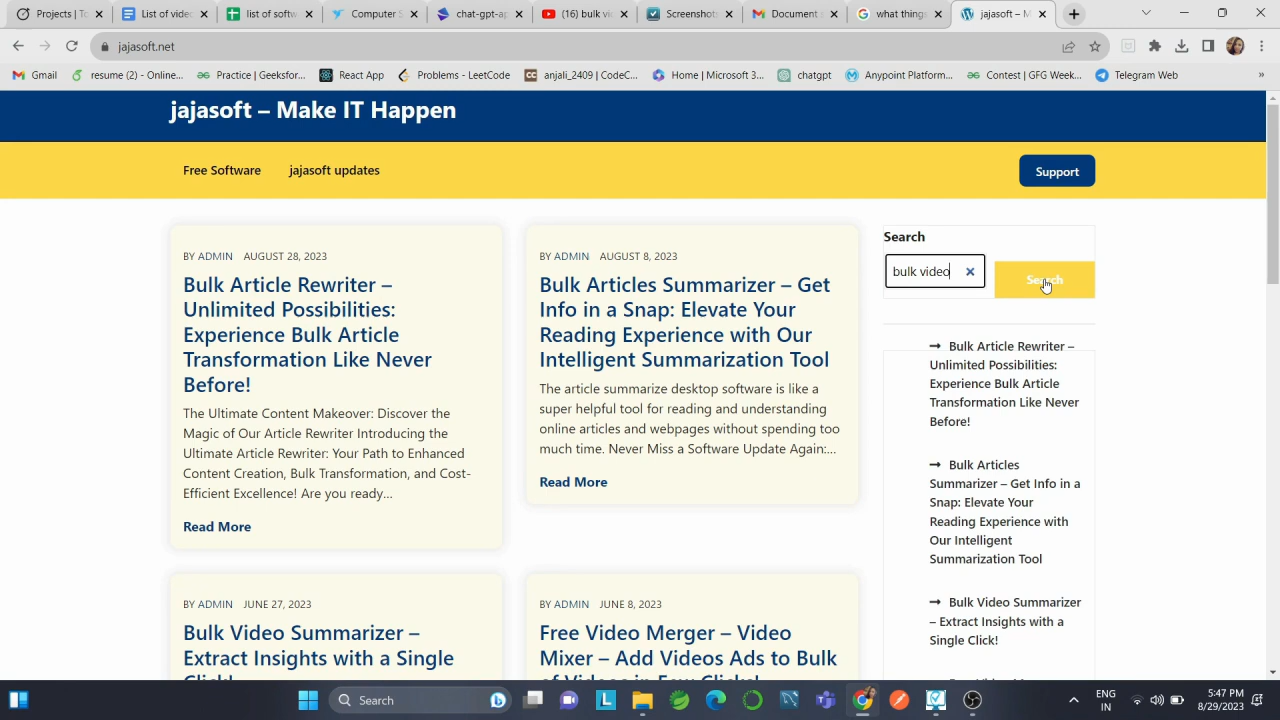 Projects | To
List of video
list of softw
Computer S
chat-gpt-ap
(16) bulk vi
Screenshots
Document s
what things
jajasoft – M
jajasoft.net
Gmail
resume (2) - Online...
Practice | Geeksfor...
React App
Problems - LeetCode
anjali_2409 | CodeC...
Home | Microsoft 3...
chatgpt
Anypoint Platform...
Contest | GFG Week...
Telegram Web
»
jajasoft – Make IT Happen
Free Software
jajasoft updates
Support
BY ADMIN AUGUST 28, 2023
Bulk Article Rewriter –
Unlimited Possibilities:
Experience Bulk Article
Transformation Like Never
Before!
The Ultimate Content Makeover: Discover the
Magic of Our Article Rewriter Introducing the
Ultimate Article Rewriter: Your Path to Enhanced
Content Creation, Bulk Transformation, and Cost-
Efficient Excellence! Are you ready...
Read More
BY ADMIN AUGUST 8, 2023
Bulk Articles Summarizer – Get
Info in a Snap: Elevate Your
Reading Experience with Our
Intelligent Summarization Tool
The article summarize desktop software is like a
super helpful tool for reading and understanding
online articles and webpages without spending too
much time. Never Miss a Software Update Again:...
Read More
BY ADMIN JUNE 27, 2023
Bulk Video Summarizer –
Extract Insights with a Single
Click!
BY ADMIN JUNE 8, 2023
Free Video Merger – Video
Mixer – Add Videos Ads to Bulk
of Videos in Few Clicks!
Search
bulk video
Search
Bulk Article Rewriter –
Unlimited Possibilities:
Experience Bulk Article
Transformation Like Never
Before!
Bulk Articles
Summarizer – Get Info in a
Snap: Elevate Your
Reading Experience with
Our Intelligent
Summarization Tool
Bulk Video Summarizer
– Extract Insights with a
Single Click!
Search
ENG
IN
5:47 PM
8/29/2023